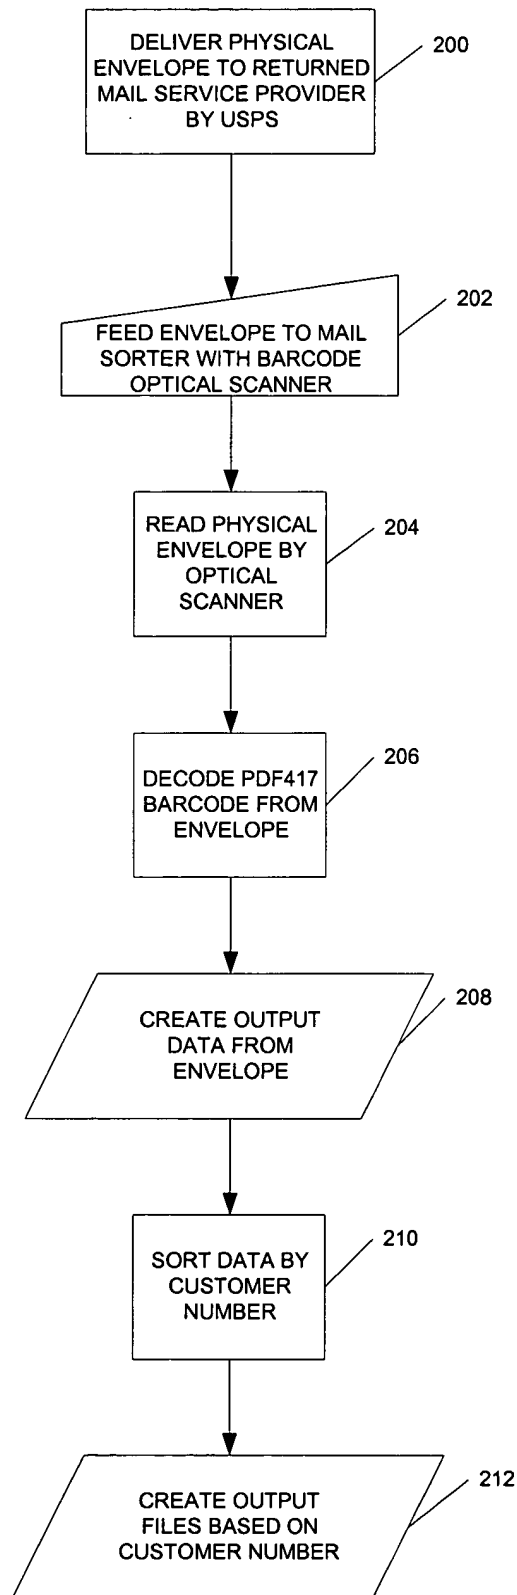 DELIVER PHYSICAL
ENVELOPE TO RETURNED
MAIL SERVICE PROVIDER
BY USPS
200
FEED ENVELOPE TO MAIL
SORTER WITH BARCODE
OPTICAL SCANNER
202
READ PHYSICAL
ENVELOPE BY
OPTICAL
SCANNER
204
DECODE PDF417
BARCODE FROM
ENVELOPE
206
CREATE OUTPUT
DATA FROM
ENVELOPE
208
SORT DATA BY
CUSTOMER
NUMBER
210
CREATE OUTPUT
FILES BASED ON
CUSTOMER NUMBER
212